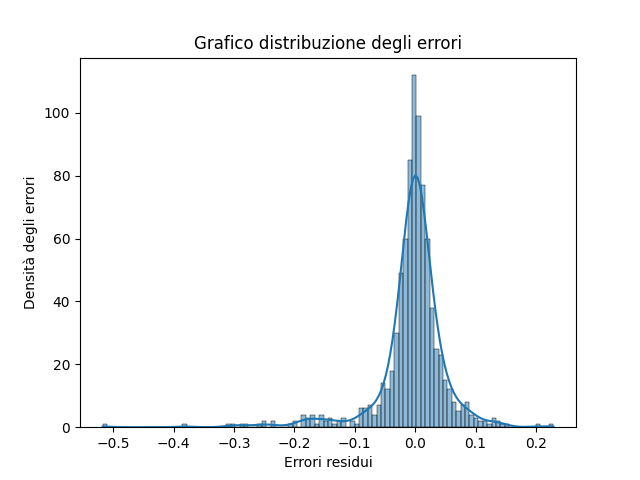 Grafico distribuzione degli errori
Densità degli errori
100
80
60
40
20
0
−0.5 −0.4 −0.3 −0.2 −0.1 0.0 0.1 0.2
Errori residui